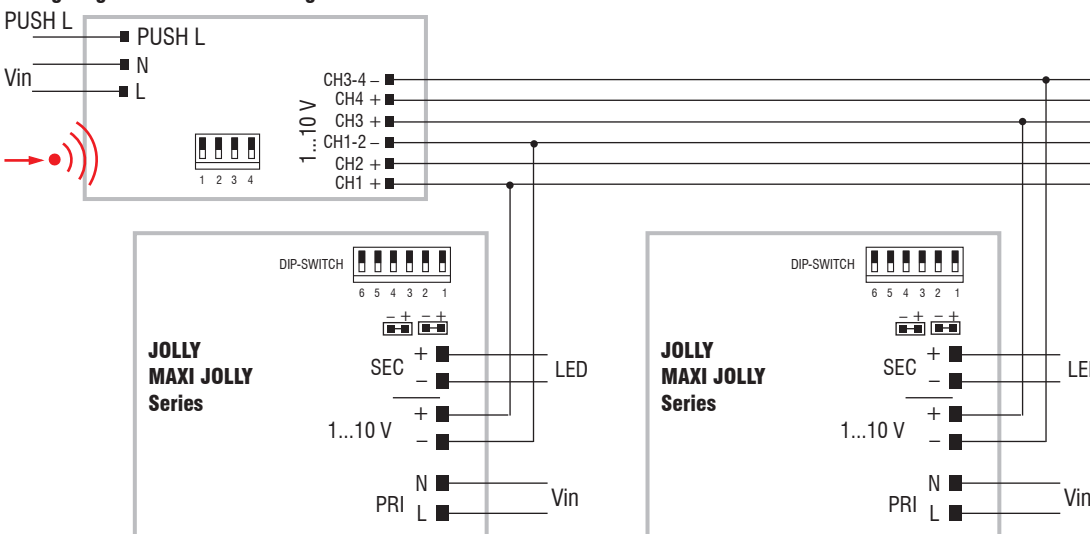 PUSH L
PUSH L
N
Vin
L
CH3-4 –
CH4 +
CH3 +
CH1-2 –
CH2 +
CH1 +
1...10 V
1 2 3 4
DIP-SWITCH
6 5 4 3 2 1
– + – +
JOLLY
MAXI JOLLY
Series
SEC
+
–
LED
1...10 V
+
–
PRI
N
L
Vin
DIP-SWITCH
6 5 4 3 2 1
– + – +
JOLLY
MAXI JOLLY
Series
SEC
+
–
1...10 V
+
–
PRI
N
L
Vin